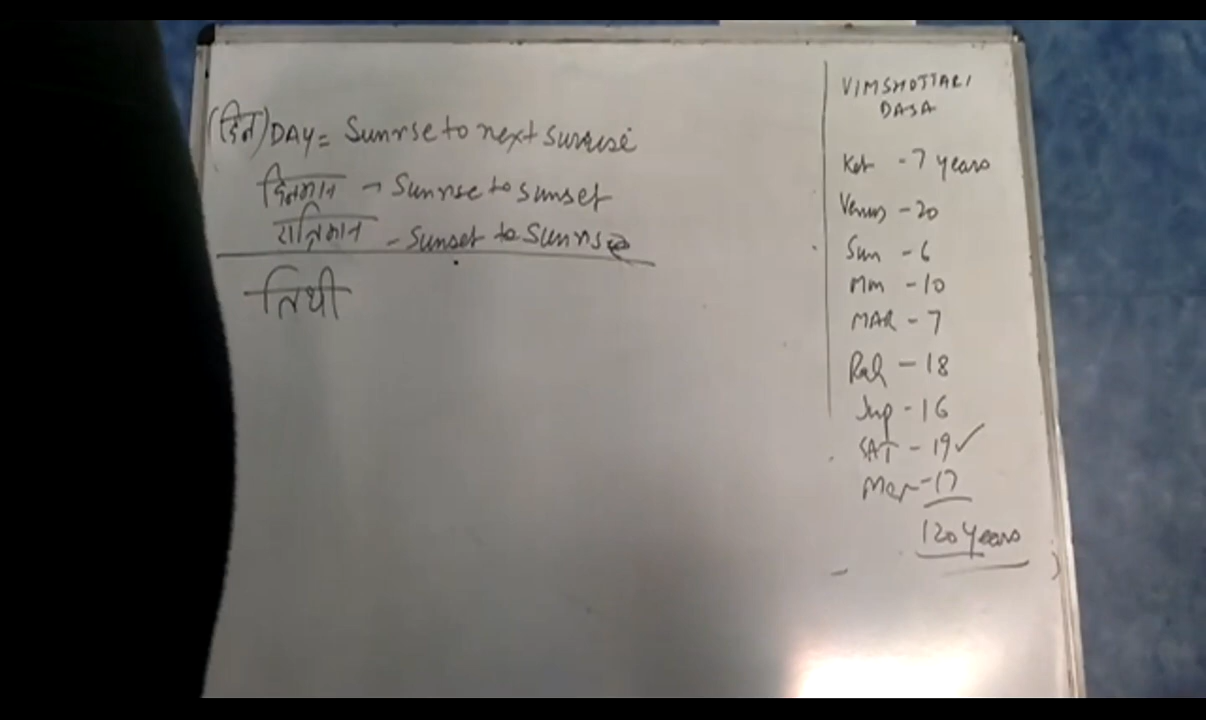 (दिन) DAY = Sunrise to next sunrise
दिनमान → Sunrise to sunset
रात्रिमान - Sunset to Sunrise
तिथी
VIMSHOTTARI
DASA
Ket - 7 years
Venus - 20
Sun - 6
Mon - 10
MAR - 7
Rah - 18
Jup - 16
SAT - 19 ✓
Mer - 17
120 years